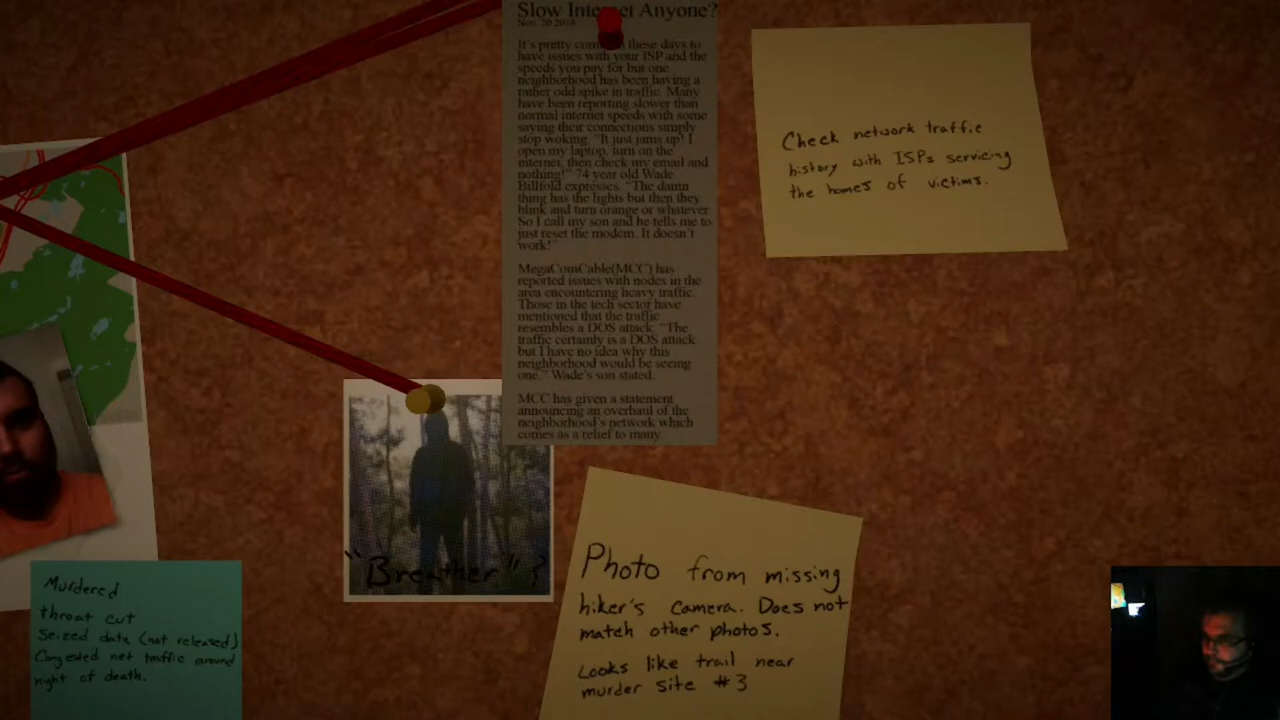 Slow Internet Anyone?
Nov. 20 2016
It's pretty common these days to
have issues with your ISP and the
speeds you pay for but one
neighborhood has been having a
rather odd spike in traffic. Many
have been reporting slower than
normal internet speeds with some
saying their connections simply
stop woking. "It just jams up! I
open my laptop, turn on the
internet, then check my email and
nothing!" 74 year old Wade
Billfold expresses. "The damn
thing has the lights but then they
blink and turn orange or whatever.
So I call my son and he tells me to
just reset the modem. It doesn't
work!"
MegaComCable(MCC) has
reported issues with nodes in the
area encountering heavy traffic.
Those in the tech sector have
mentioned that the traffic
resembles a DOS attack. "The
traffic certainly is a DOS attack
but I have no idea why this
neighborhood would be seeing
one." Wade's son stated.
MCC has given a statement
announcing an overhaul of the
neighborhood's network which
comes as a relief to many.
Check network traffic
history with ISPs servicing
the homes of victims.
"Breather"?
Photo from missing
hiker's camera. Does not
match other photos.
Looks like trail near
murder site #3
Murdered
throat cut
Seized data (not released)
Congested net traffic around
night of death.